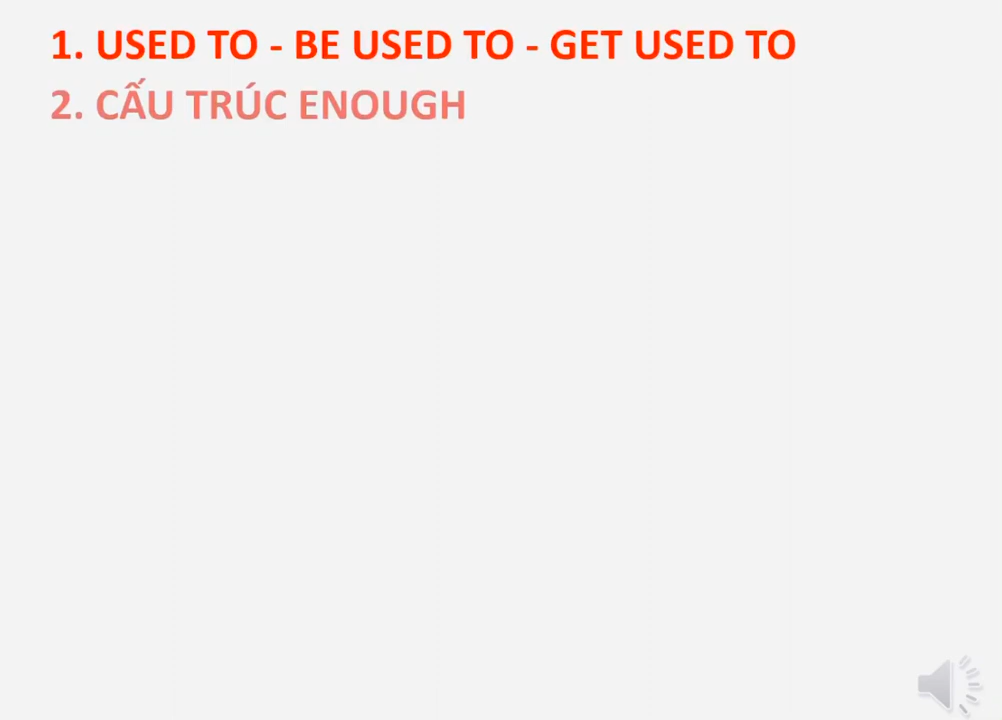 1. USED TO - BE USED TO - GET USED TO
2. CẤU TRÚC ENOUGH